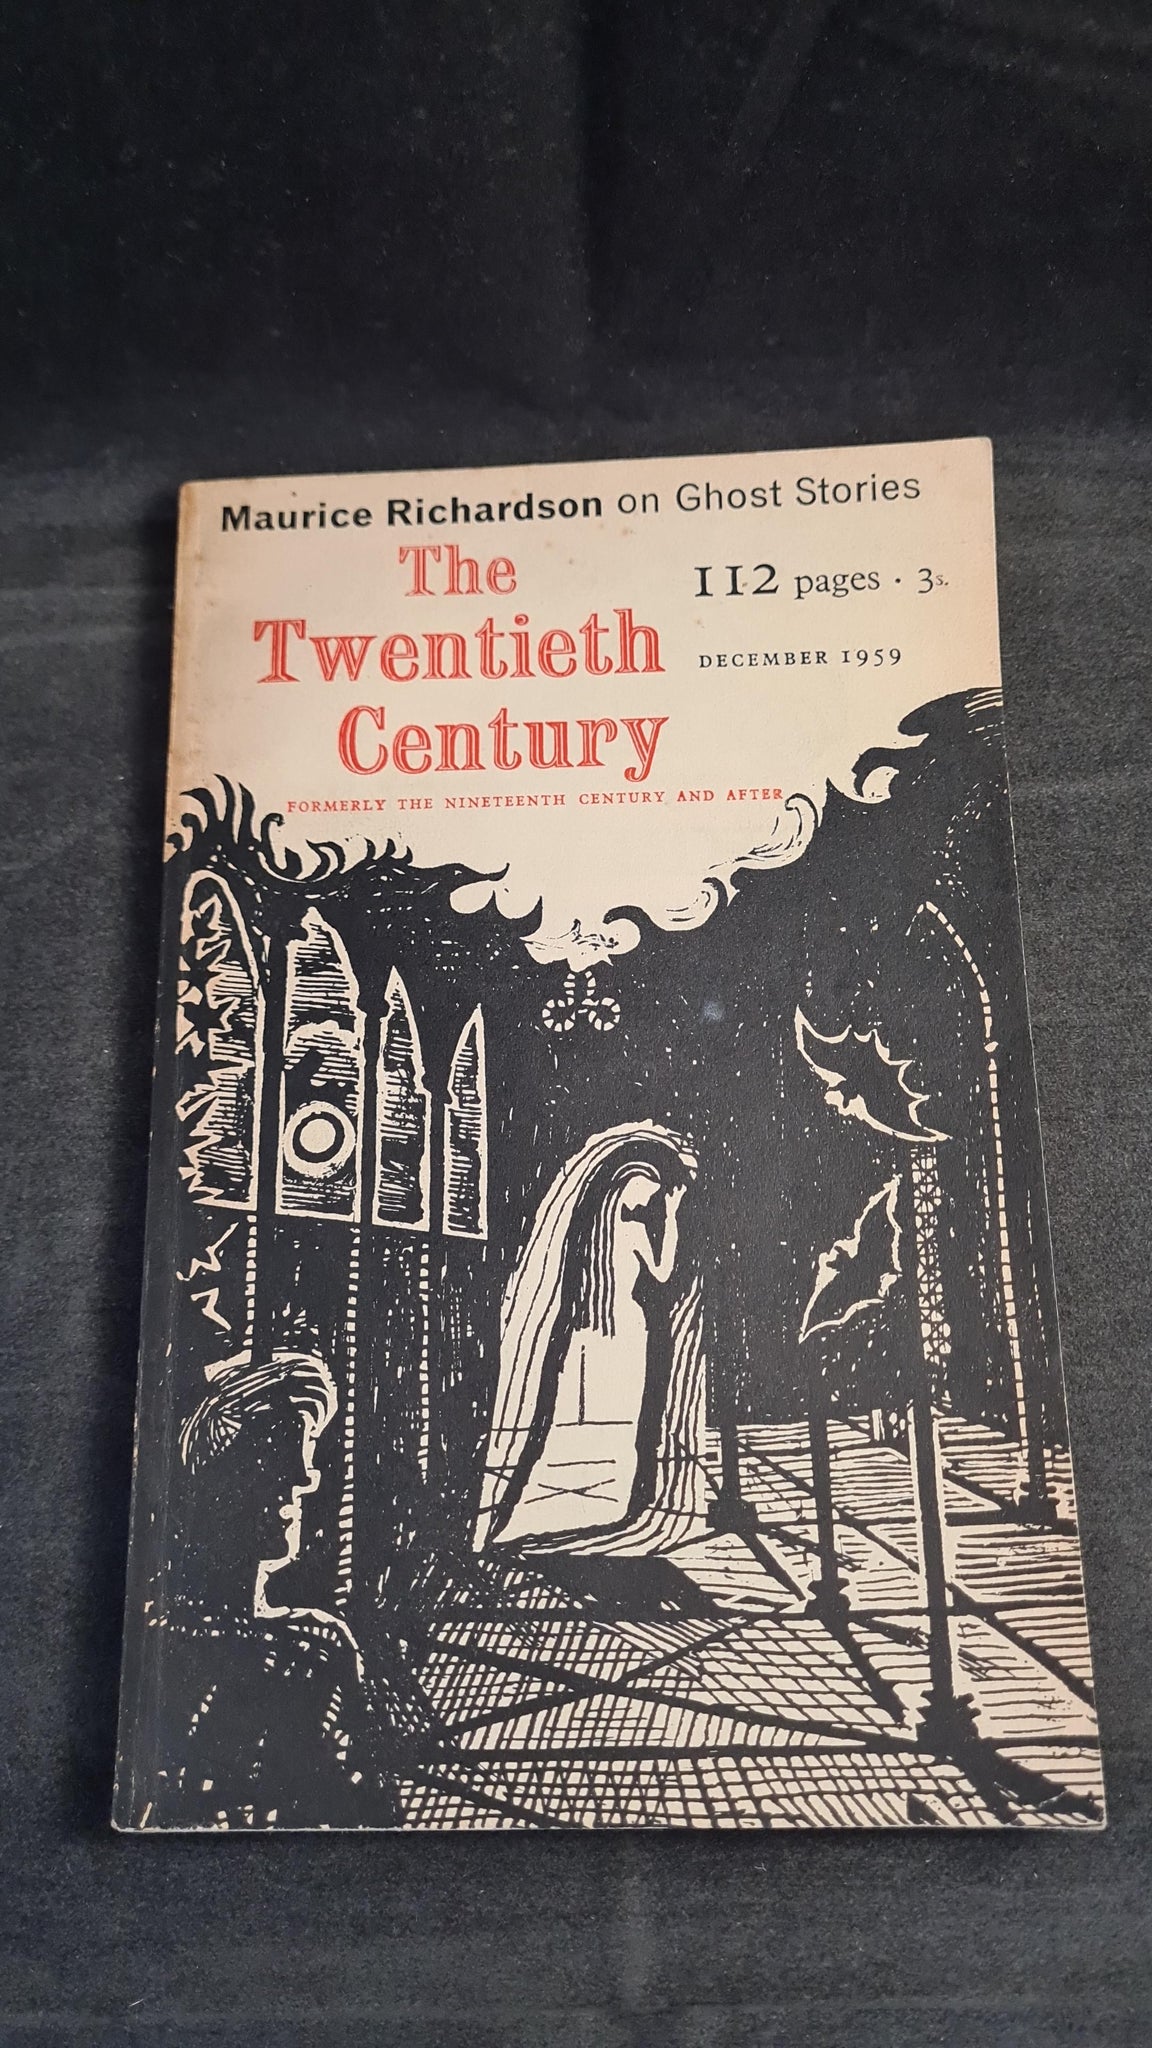 Maurice Richardson on Ghost Stories
The
Twentieth
Century
112 pages · 3s.
DECEMBER 1959
FORMERLY THE NINETEENTH CENTURY AND AFTER